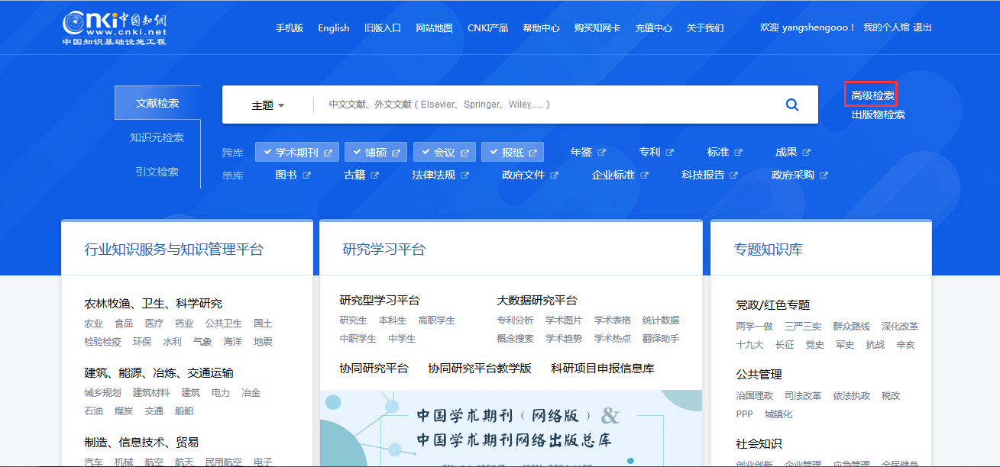 Cnki中国知网
www.cnki.net
中国知识基础设施工程
手机版 English 旧版入口 网站地图 CNKI产品 帮助中心 购买知网卡 充值中心 关于我们 欢迎 yangshengooo！ 我的个人馆 退出
文献检索
主题 中文文献、外文文献（Elsevier、Springer、Wiley......）
高级检索
出版物检索
知识元检索
引文检索
跨库 学术期刊 博硕 会议 报纸 年鉴 专利 标准 成果
单库 图书 古籍 法律法规 政府文件 企业标准 科技报告 政府采购
行业知识服务与知识管理平台
农林牧渔、卫生、科学研究
农业 食品 医疗 药业 公共卫生 国土
检验检疫 环保 水利 气象 海洋 地震
建筑、能源、冶炼、交通运输
城乡规划 建筑材料 建筑 电力 冶金
石油 煤炭 交通 船舶
制造、信息技术、贸易
汽车 机械 航空 航天 民用航空 电子
研究学习平台
研究型学习平台
研究生 本科生 高职学生
中职学生 中学生
大数据研究平台
专利分析 学术图片 学术表格 统计数据
概念搜索 学术趋势 学术热点 翻译助手
协同研究平台 协同研究平台教学版 科研项目申报信息库
中国学术期刊（网络版）&
中国学术期刊网络出版总库
专题知识库
党政/红色专题
两学一做 三严三实 群众路线 深化改革
十九大 长征 党史 军史 抗战 辛亥
公共管理
治国理政 司法改革 依法执政 税改
PPP 城镇化
社会知识
创业创新 企业管理 应急管理 全民健身